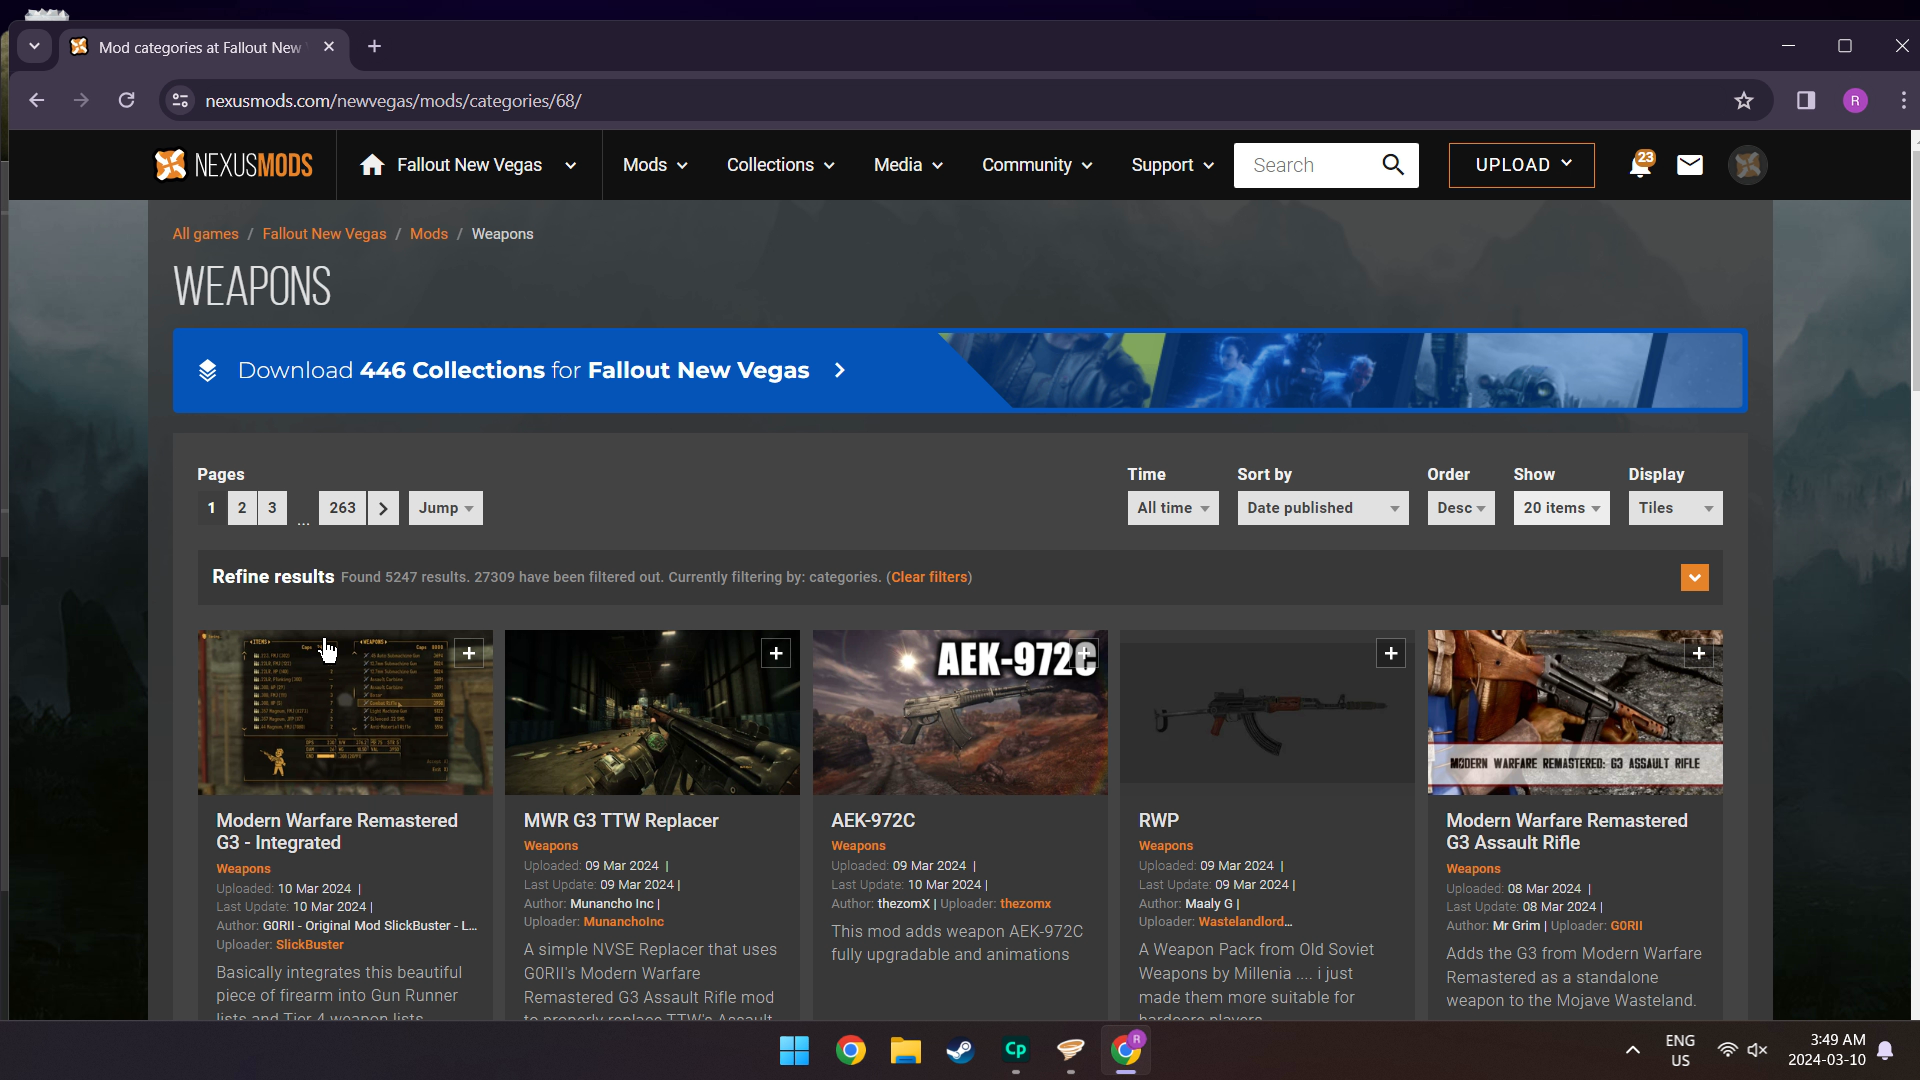 Mod categories at Fallout New
nexusmods.com/newvegas/mods/categories/68/
R
NEXUSMODS
Fallout New Vegas
Mods
Collections
Media
Community
Support
Search
UPLOAD
23
All games / Fallout New Vegas / Mods / Weapons
WEAPONS
Download 446 Collections for Fallout New Vegas
Pages
1 2 3 ... 263 > Jump
Time
All time
Sort by
Date published
Order
Desc
Show
20 items
Display
Tiles
Refine results Found 5247 results. 27309 have been filtered out. Currently filtering by: categories. (Clear filters)
Modern Warfare Remastered
G3 - Integrated
Weapons
Uploaded: 10 Mar 2024 |
Last Update: 10 Mar 2024 |
Author: G0RII - Original Mod SlickBuster - L...
Uploader: SlickBuster
Basically integrates this beautiful
piece of firearm into Gun Runner
lists and Tier 4 weapon lists
MWR G3 TTW Replacer
Weapons
Uploaded: 09 Mar 2024 |
Last Update: 09 Mar 2024 |
Author: Munancho Inc |
Uploader: MunanchoInc
A simple NVSE Replacer that uses
G0RII's Modern Warfare
Remastered G3 Assault Rifle mod
to properly replace TTW's Assault
AEK-972C
AEK-972C
Weapons
Uploaded: 09 Mar 2024 |
Last Update: 10 Mar 2024 |
Author: thezomX | Uploader: thezomx
This mod adds weapon AEK-972C
fully upgradable and animations
RWP
Weapons
Uploaded: 09 Mar 2024 |
Last Update: 09 Mar 2024 |
Author: Maaly G |
Uploader: Wastelandlord...
A Weapon Pack from Old Soviet
Weapons by Millenia .... i just
made them more suitable for
hardcore players
MODERN WARFARE REMASTERED: G3 ASSAULT RIFLE
Modern Warfare Remastered
G3 Assault Rifle
Weapons
Uploaded: 08 Mar 2024 |
Last Update: 08 Mar 2024 |
Author: Mr Grim | Uploader: G0RII
Adds the G3 from Modern Warfare
Remastered as a standalone
weapon to the Mojave Wasteland.
Cp
R
ENG
US
3:49 AM
2024-03-10